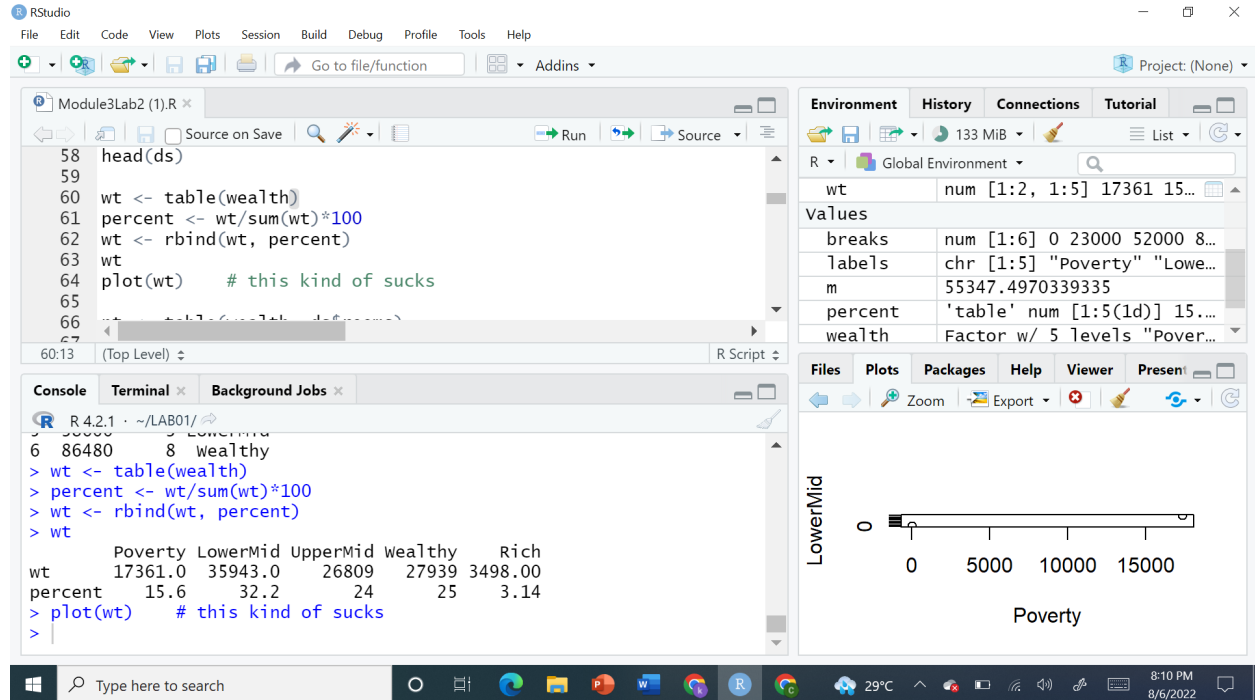 RStudio
File Edit Code View Plots Session Build Debug Profile Tools Help
Go to file/function Addins Project: (None)
Module3Lab2 (1).R
Source on Save Run Source
58 head(ds)
59
60 wt <- table(wealth)
61 percent <- wt/sum(wt)*100
62 wt <- rbind(wt, percent)
63 wt
64 plot(wt) # this kind of sucks
65
66
67
60:13 (Top Level) R Script
Console Terminal Background Jobs
R 4.2.1 · ~/LAB01/
6 86480 8 Wealthy
> wt <- table(wealth)
> percent <- wt/sum(wt)*100
> wt <- rbind(wt, percent)
> wt
Poverty LowerMid UpperMid Wealthy Rich
wt 17361.0 35943.0 26809 27939 3498.00
percent 15.6 32.2 24 25 3.14
> plot(wt) # this kind of sucks
>
Environment History Connections Tutorial
133 MiB List
R Global Environment
wt num [1:2, 1:5] 17361 15…
Values
breaks num [1:6] 0 23000 52000 8…
labels chr [1:5] "Poverty" "Lowe…
m 55347.4970339335
percent 'table' num [1:5(1d)] 15.…
wealth Factor w/ 5 levels "Pover…
Files Plots Packages Help Viewer Present
Zoom Export
LowerMid
0
0 5000 10000 15000
Poverty
Type here to search
29°C
8:10 PM
8/6/2022